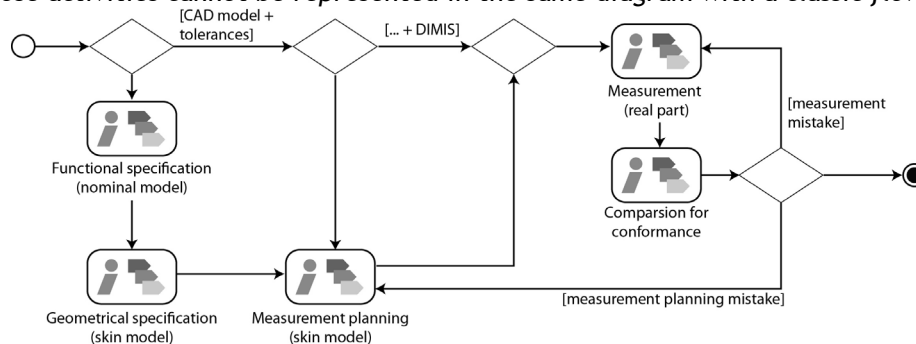 [CAD model +
tolerances]
[... + DIMIS]
Measurement
(real part)
[measurement
mistake]
Functional specification
(nominal model)
Comparsion for
conformance
[measurement planning mistake]
Geometrical specification
(skin model)
Measurement planning
(skin model)